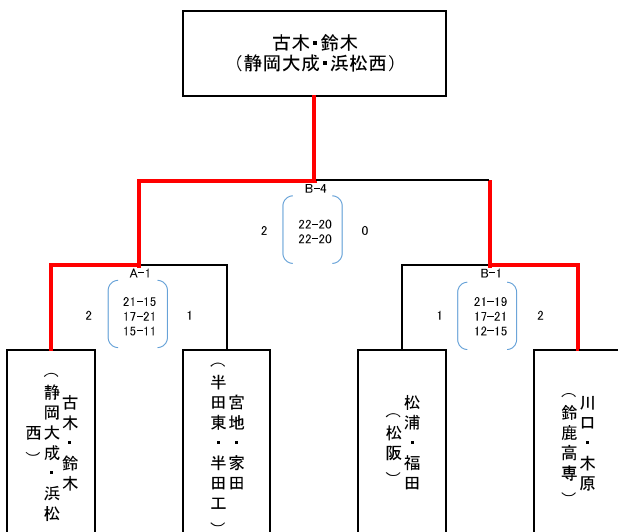 古木・鈴木
(静岡大成・浜松西)
B-4
2
22-20
22-20
0
A-1
2
21-15
17-21
15-11
1
B-1
1
21-19
17-21
12-15
2
古木・鈴木
(静岡大成・浜松
西)
宮地・家田
(半田東・半田工)
松浦・福田
(松阪)
川口・木原
(鈴鹿高専)